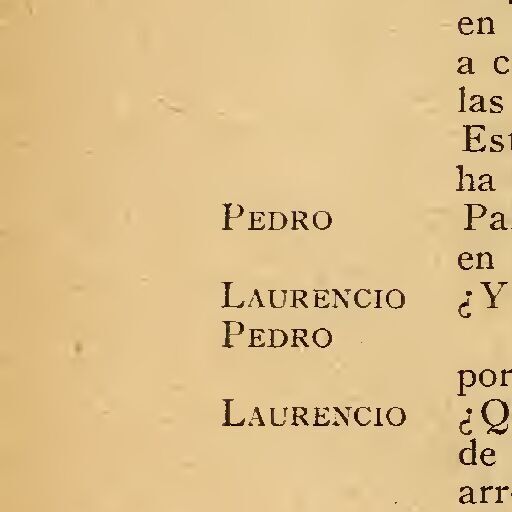 en
a c
las
Est
ha
PEDRO Pa
en
LAURENCIO ¿Y
PEDRO
por
LAURENCIO ¿Q
de
arr